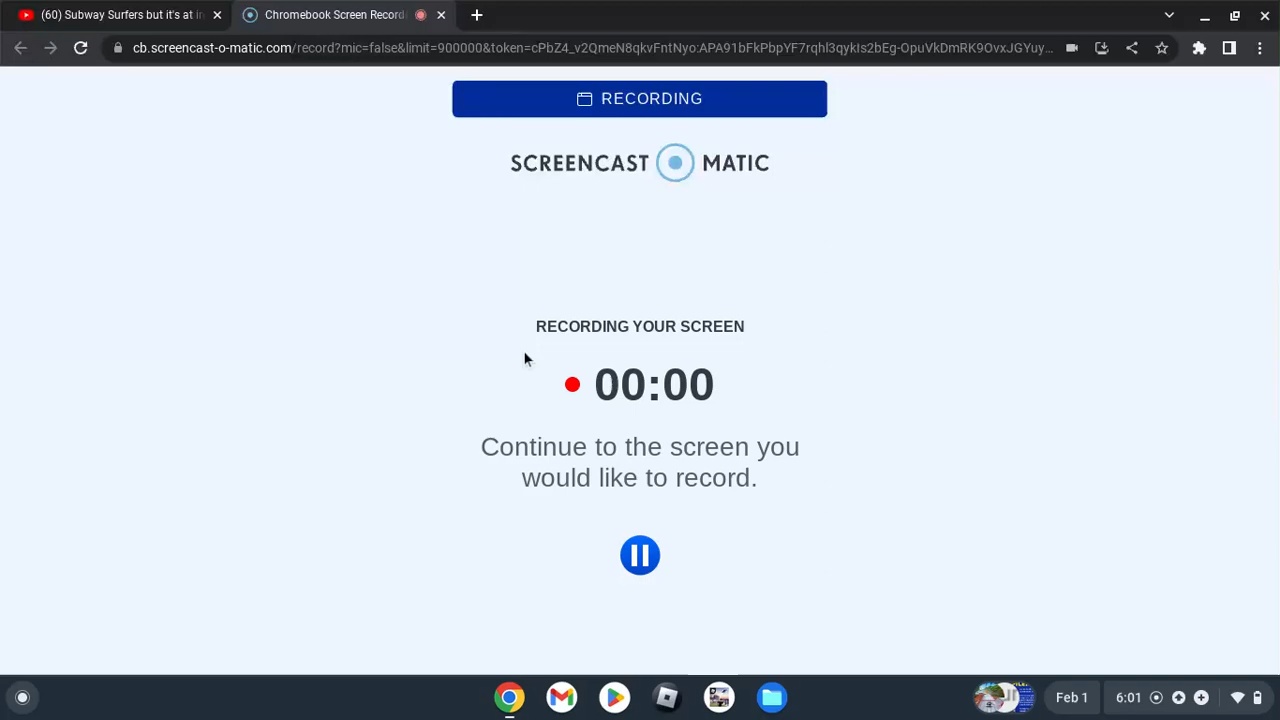 (60) Subway Surfers but it's at in
Chromebook Screen Record
cb.screencast-o-matic.com/record?mic=false&limit=900000&token=cPbZ4_v2QmeN8qkvFntNyo:APA91bFkPbpYF7rqhl3qykIs2bEg-OpuVkDmRK9OvxJGYuy...
RECORDING
SCREENCAST MATIC
RECORDING YOUR SCREEN
00:00
Continue to the screen you
would like to record.
Feb 1 6:01